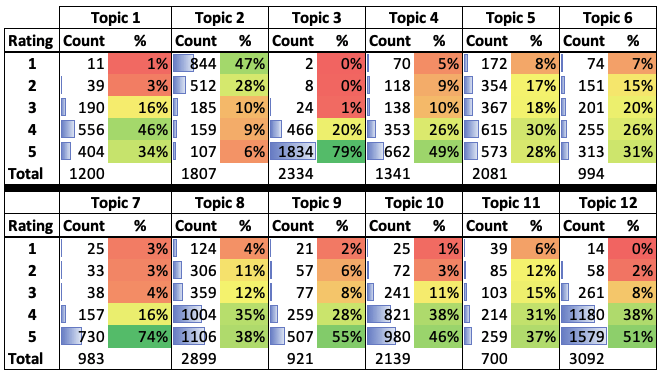 Topic 1 Topic 2 Topic 3 Topic 4 Topic 5 Topic 6
Rating Count % Count % Count % Count % Count % Count %
1 11 1% 844 47% 2 0% 70 5% 172 8% 74 7%
2 39 3% 512 28% 8 0% 118 9% 354 17% 151 15%
3 190 16% 185 10% 24 1% 138 10% 367 18% 201 20%
4 556 46% 159 9% 466 20% 353 26% 615 30% 255 26%
5 404 34% 107 6% 1834 79% 662 49% 573 28% 313 31%
Total 1200 1807 2334 1341 2081 994
Topic 7 Topic 8 Topic 9 Topic 10 Topic 11 Topic 12
Rating Count % Count % Count % Count % Count % Count %
1 25 3% 124 4% 21 2% 25 1% 39 6% 14 0%
2 33 3% 306 11% 57 6% 72 3% 85 12% 58 2%
3 38 4% 359 12% 77 8% 241 11% 103 15% 261 8%
4 157 16% 1004 35% 259 28% 821 38% 214 31% 1180 38%
5 730 74% 1106 38% 507 55% 980 46% 259 37% 1579 51%
Total 983 2899 921 2139 700 3092